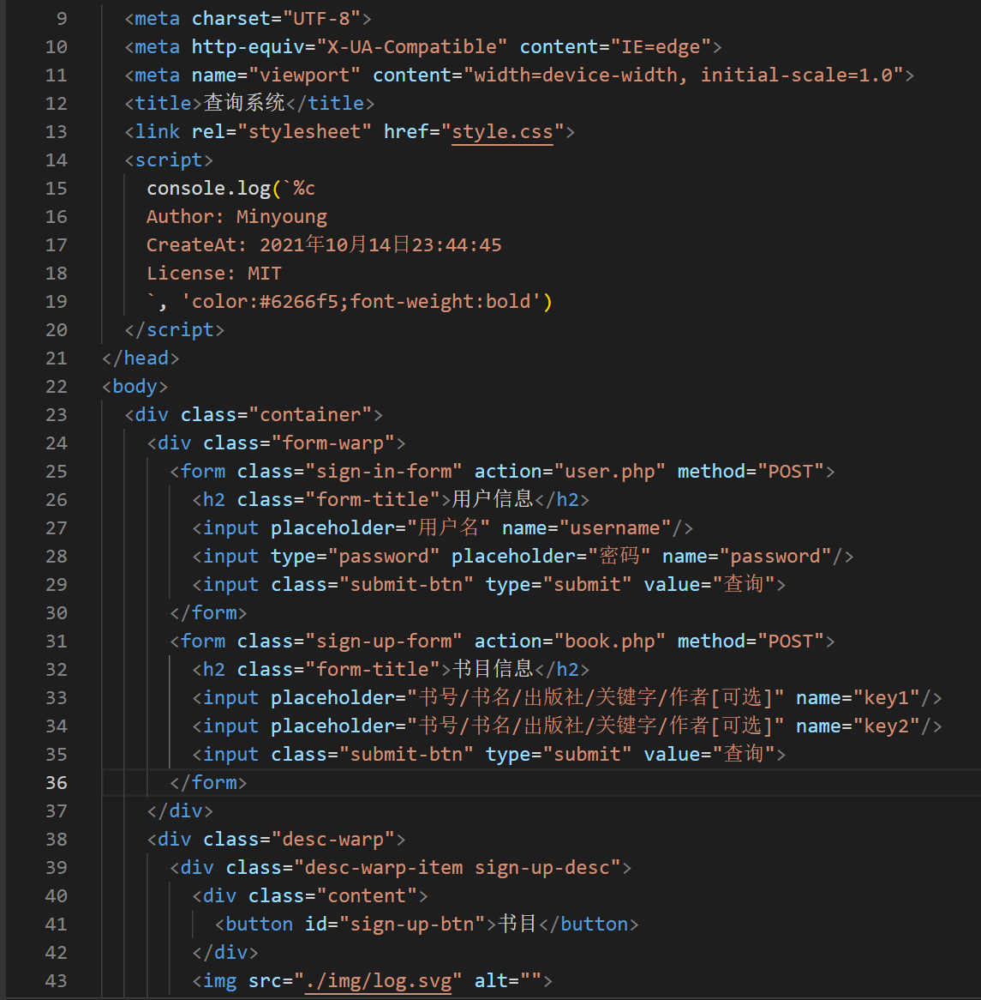 9 <meta charset="UTF-8">
10 <meta http-equiv="X-UA-Compatible" content="IE=edge">
11 <meta name="viewport" content="width=device-width, initial-scale=1.0">
12 <title>查询系统</title>
13 <link rel="stylesheet" href="style.css">
14 <script>
15 console.log(`%c
16 Author: Minyoung
17 CreateAt: 2021年10月14日23:44:45
18 License: MIT
19 `, 'color:#6266f5;font-weight:bold')
20 </script>
21 </head>
22 <body>
23 <div class="container">
24 <div class="form-warp">
25 <form class="sign-in-form" action="user.php" method="POST">
26 <h2 class="form-title">用户信息</h2>
27 <input placeholder="用户名" name="username"/>
28 <input type="password" placeholder="密码" name="password"/>
29 <input class="submit-btn" type="submit" value="查询">
30 </form>
31 <form class="sign-up-form" action="book.php" method="POST">
32 <h2 class="form-title">书目信息</h2>
33 <input placeholder="书号/书名/出版社/关键字/作者[可选]" name="key1"/>
34 <input placeholder="书号/书名/出版社/关键字/作者[可选]" name="key2"/>
35 <input class="submit-btn" type="submit" value="查询">
36 </form>
37 </div>
38 <div class="desc-warp">
39 <div class="desc-warp-item sign-up-desc">
40 <div class="content">
41 <button id="sign-up-btn">书目</button>
42 </div>
43 <img src="./img/log.svg" alt="">